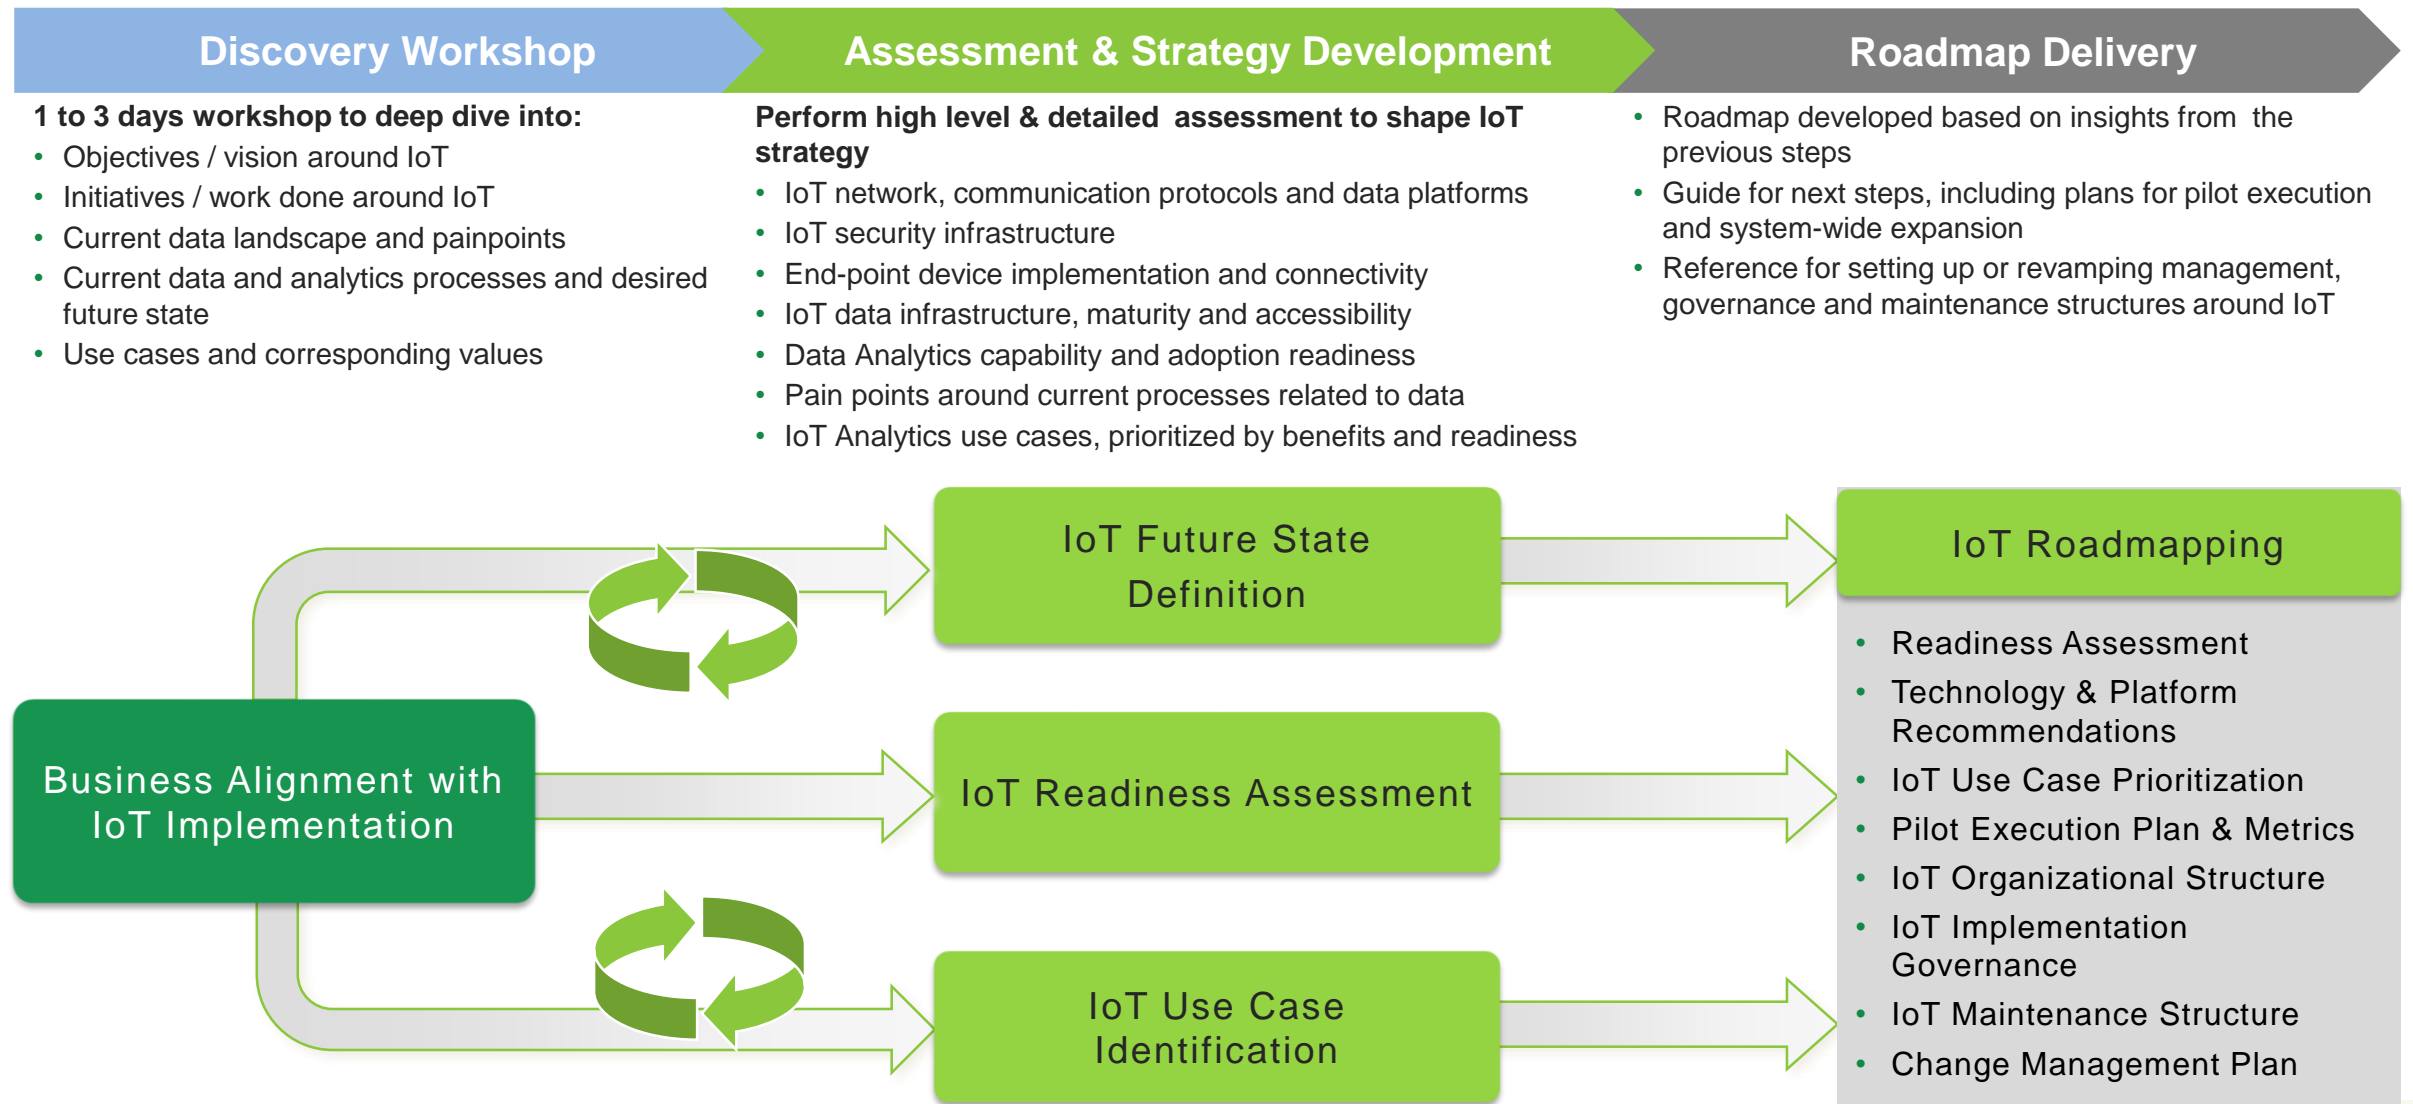 Discovery Workshop
Assessment & Strategy Development
Roadmap Delivery
1 to 3 days workshop to deep dive into:
• Objectives / vision around IoT
• Initiatives / work done around IoT
• Current data landscape and painpoints
• Current data and analytics processes and desired
future state
• Use cases and corresponding values
Perform high level & detailed assessment to shape IoT
strategy
• IoT network, communication protocols and data platforms
• IoT security infrastructure
• End-point device implementation and connectivity
• IoT data infrastructure, maturity and accessibility
• Data Analytics capability and adoption readiness
• Pain points around current processes related to data
• IoT Analytics use cases, prioritized by benefits and readiness
• Roadmap developed based on insights from the
previous steps
• Guide for next steps, including plans for pilot execution
and system-wide expansion
• Reference for setting up or revamping management,
governance and maintenance structures around IoT
Business Alignment with
IoT Implementation
IoT Future State
Definition
IoT Readiness Assessment
IoT Use Case
Identification
IoT Roadmapping
• Readiness Assessment
• Technology & Platform
Recommendations
• IoT Use Case Prioritization
• Pilot Execution Plan & Metrics
• IoT Organizational Structure
• IoT Implementation
Governance
• IoT Maintenance Structure
• Change Management Plan